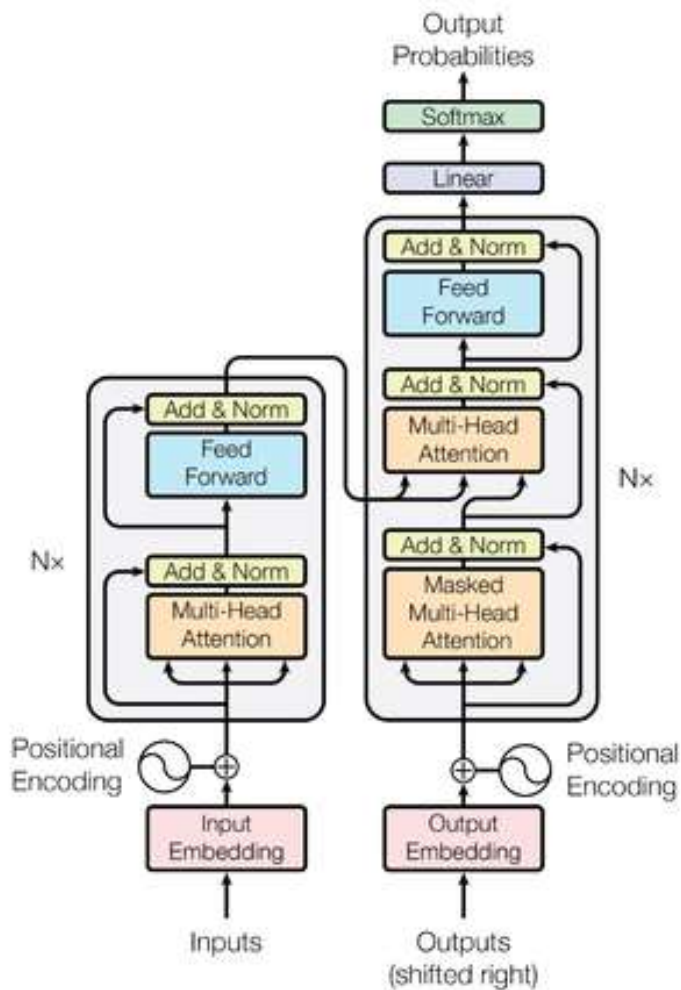 Output
Probabilities
Softmax
Linear
Add & Norm
Feed
Forward
Add & Norm
Multi-Head
Attention
Add & Norm
Masked
Multi-Head
Attention
Nx
Add & Norm
Feed
Forward
Add & Norm
Multi-Head
Attention
Nx
Positional
Encoding
Positional
Encoding
Input
Embedding
Output
Embedding
Inputs
Outputs
(shifted right)